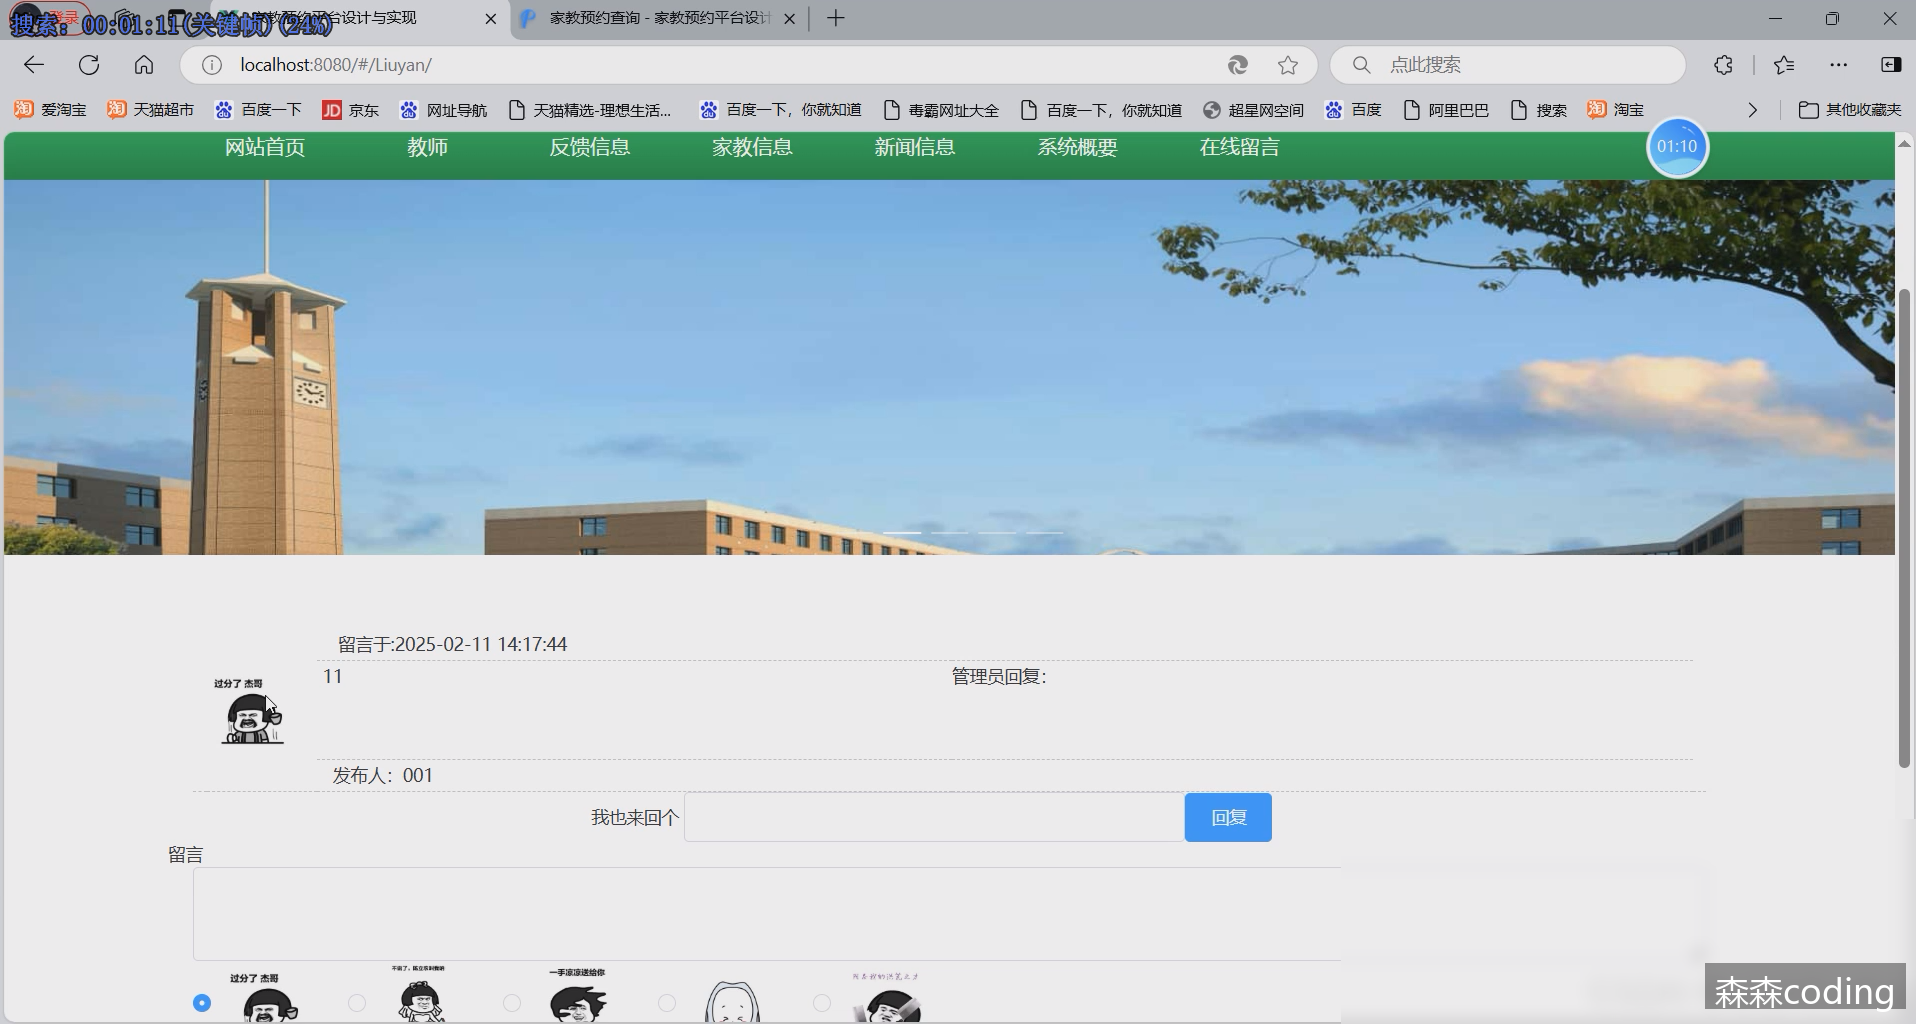 搜索: 00:01:11(关键帧)(24%)
登录
家教预约平台设计与实现
家教预约查询 - 家教预约平台设计
localhost:8080/#/Liuyan/
点此搜索
爱淘宝
天猫超市
百度一下
京东
网址导航
天猫精选-理想生活...
百度一下，你就知道
毒霸网址大全
百度一下，你就知道
超星网空间
百度
阿里巴巴
搜索
淘宝
其他收藏夹
网站首页
教师
反馈信息
家教信息
新闻信息
系统概要
在线留言
01:10
留言于:2025-02-11 14:17:44
过分了 杰哥
11
管理员回复：
发布人：001
我也来回个
回复
留言
过分了 杰哥
一手凉凉送给你
森森coding